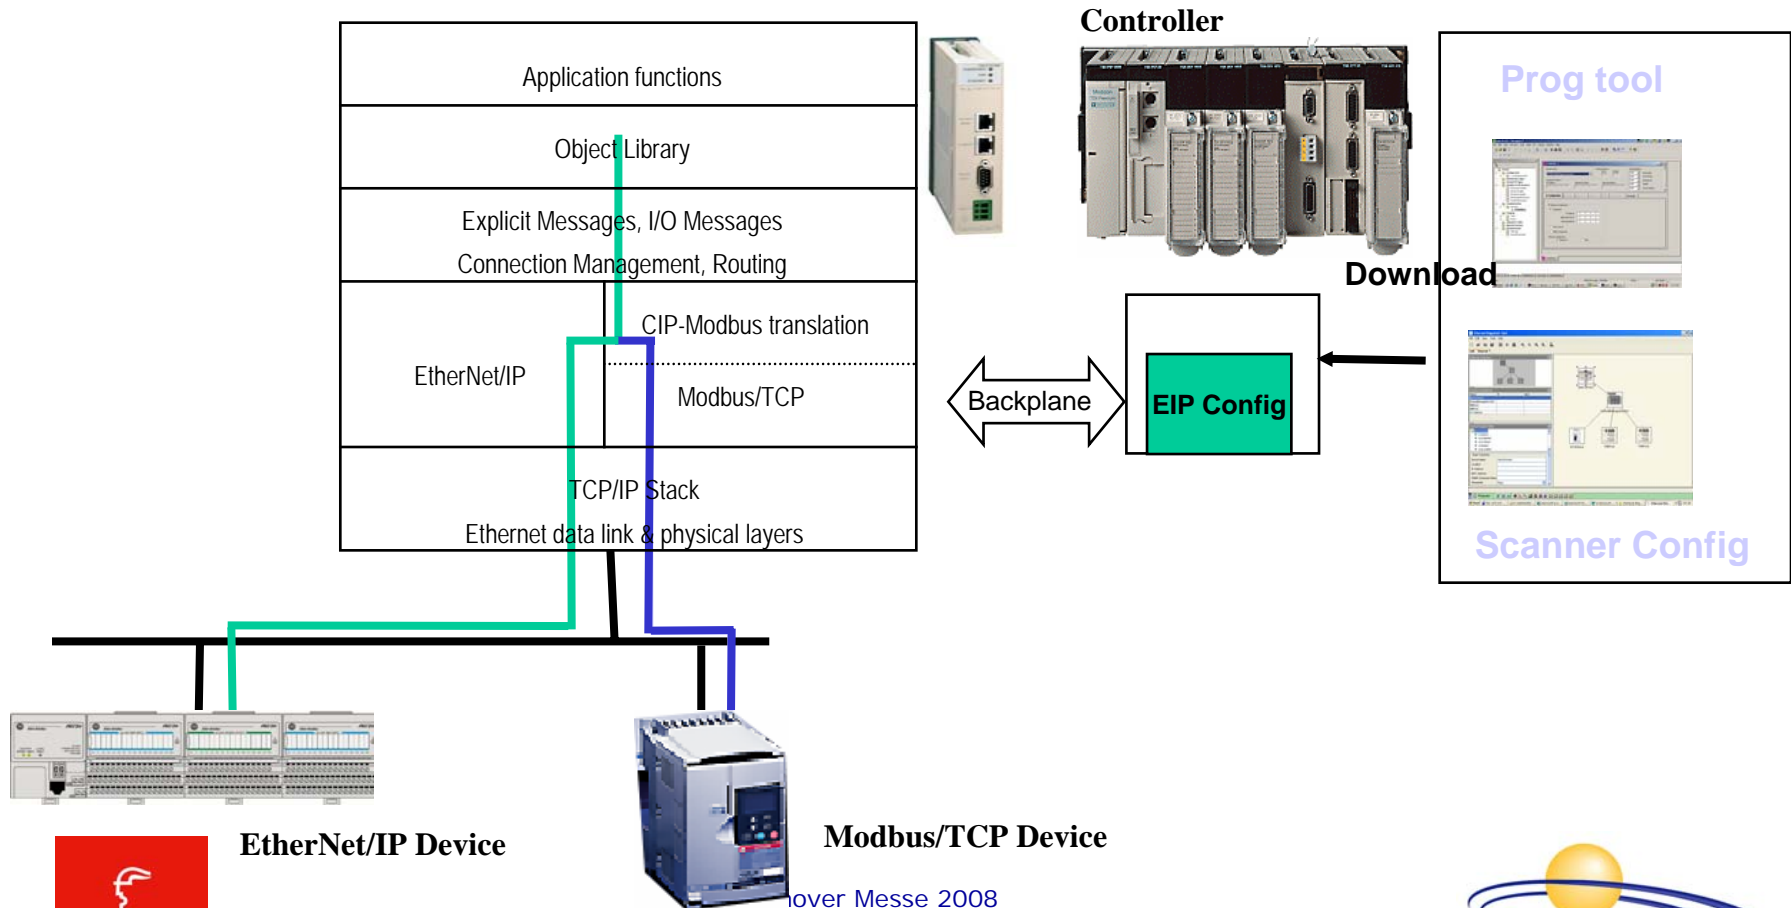 Controller
Application functions
Object Library
Explicit Messages, I/O Messages
Connection Management, Routing
EtherNet/IP
CIP-Modbus translation
Modbus/TCP
TCP/IP Stack
Ethernet data link & physical layers
Backplane
EIP Config
Download
Prog tool
Scanner Config
EtherNet/IP Device
Modbus/TCP Device
over Messe 2008